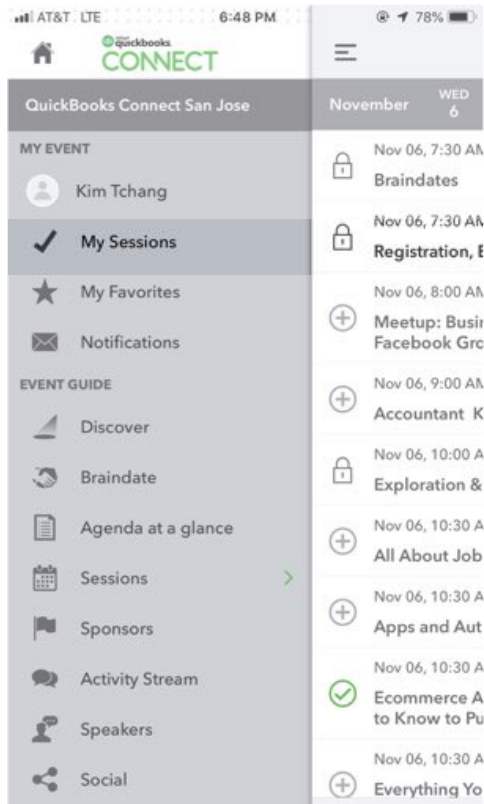 AT&T LTE 6:48 PM 78%
quickbooks
CONNECT
QuickBooks Connect San Jose
MY EVENT
Kim Tchang
My Sessions
My Favorites
Notifications
EVENT GUIDE
Discover
Braindate
Agenda at a glance
Sessions
Sponsors
Activity Stream
Speakers
Social
November WED
6
Nov 06, 7:30 AM
Braindates
Nov 06, 7:30 AM
Registration, E
Nov 06, 8:00 AM
Meetup: Busin
Facebook Gro
Nov 06, 9:00 AM
Accountant K
Nov 06, 10:00 A
Exploration &
Nov 06, 10:30 A
All About Job
Nov 06, 10:30 A
Apps and Aut
Nov 06, 10:30 A
Ecommerce A
to Know to Pu
Nov 06, 10:30 A
Everything Yo